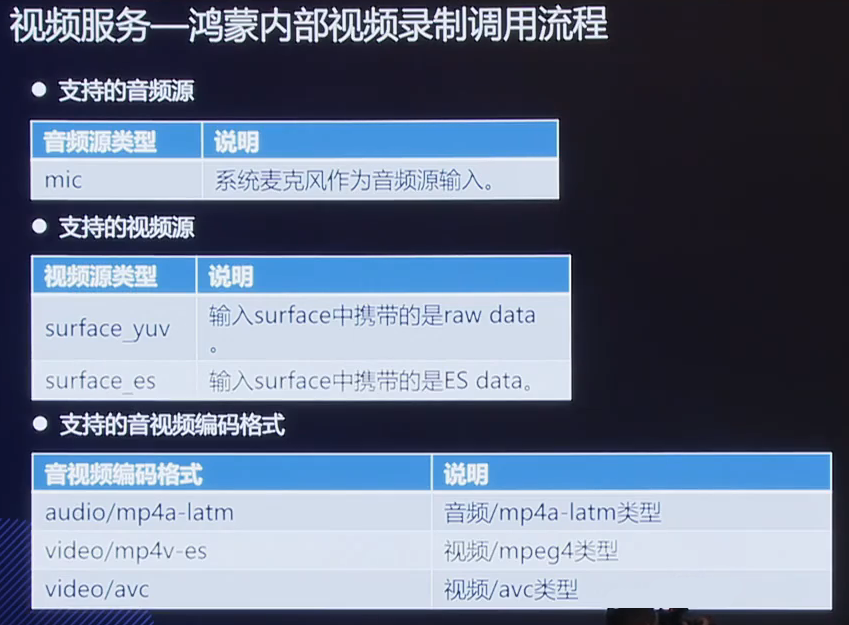 视频服务—鸿蒙内部视频录制调用流程
● 支持的音频源
音频源类型 说明
mic 系统麦克风作为音频源输入。
● 支持的视频源
视频源类型 说明
surface_yuv 输入surface中携带的是raw data
。
surface_es 输入surface中携带的是ES data。
● 支持的音视频编码格式
音视频编码格式 说明
audio/mp4a-latm 音频/mp4a-latm类型
video/mp4v-es 视频/mpeg4类型
video/avc 视频/avc类型